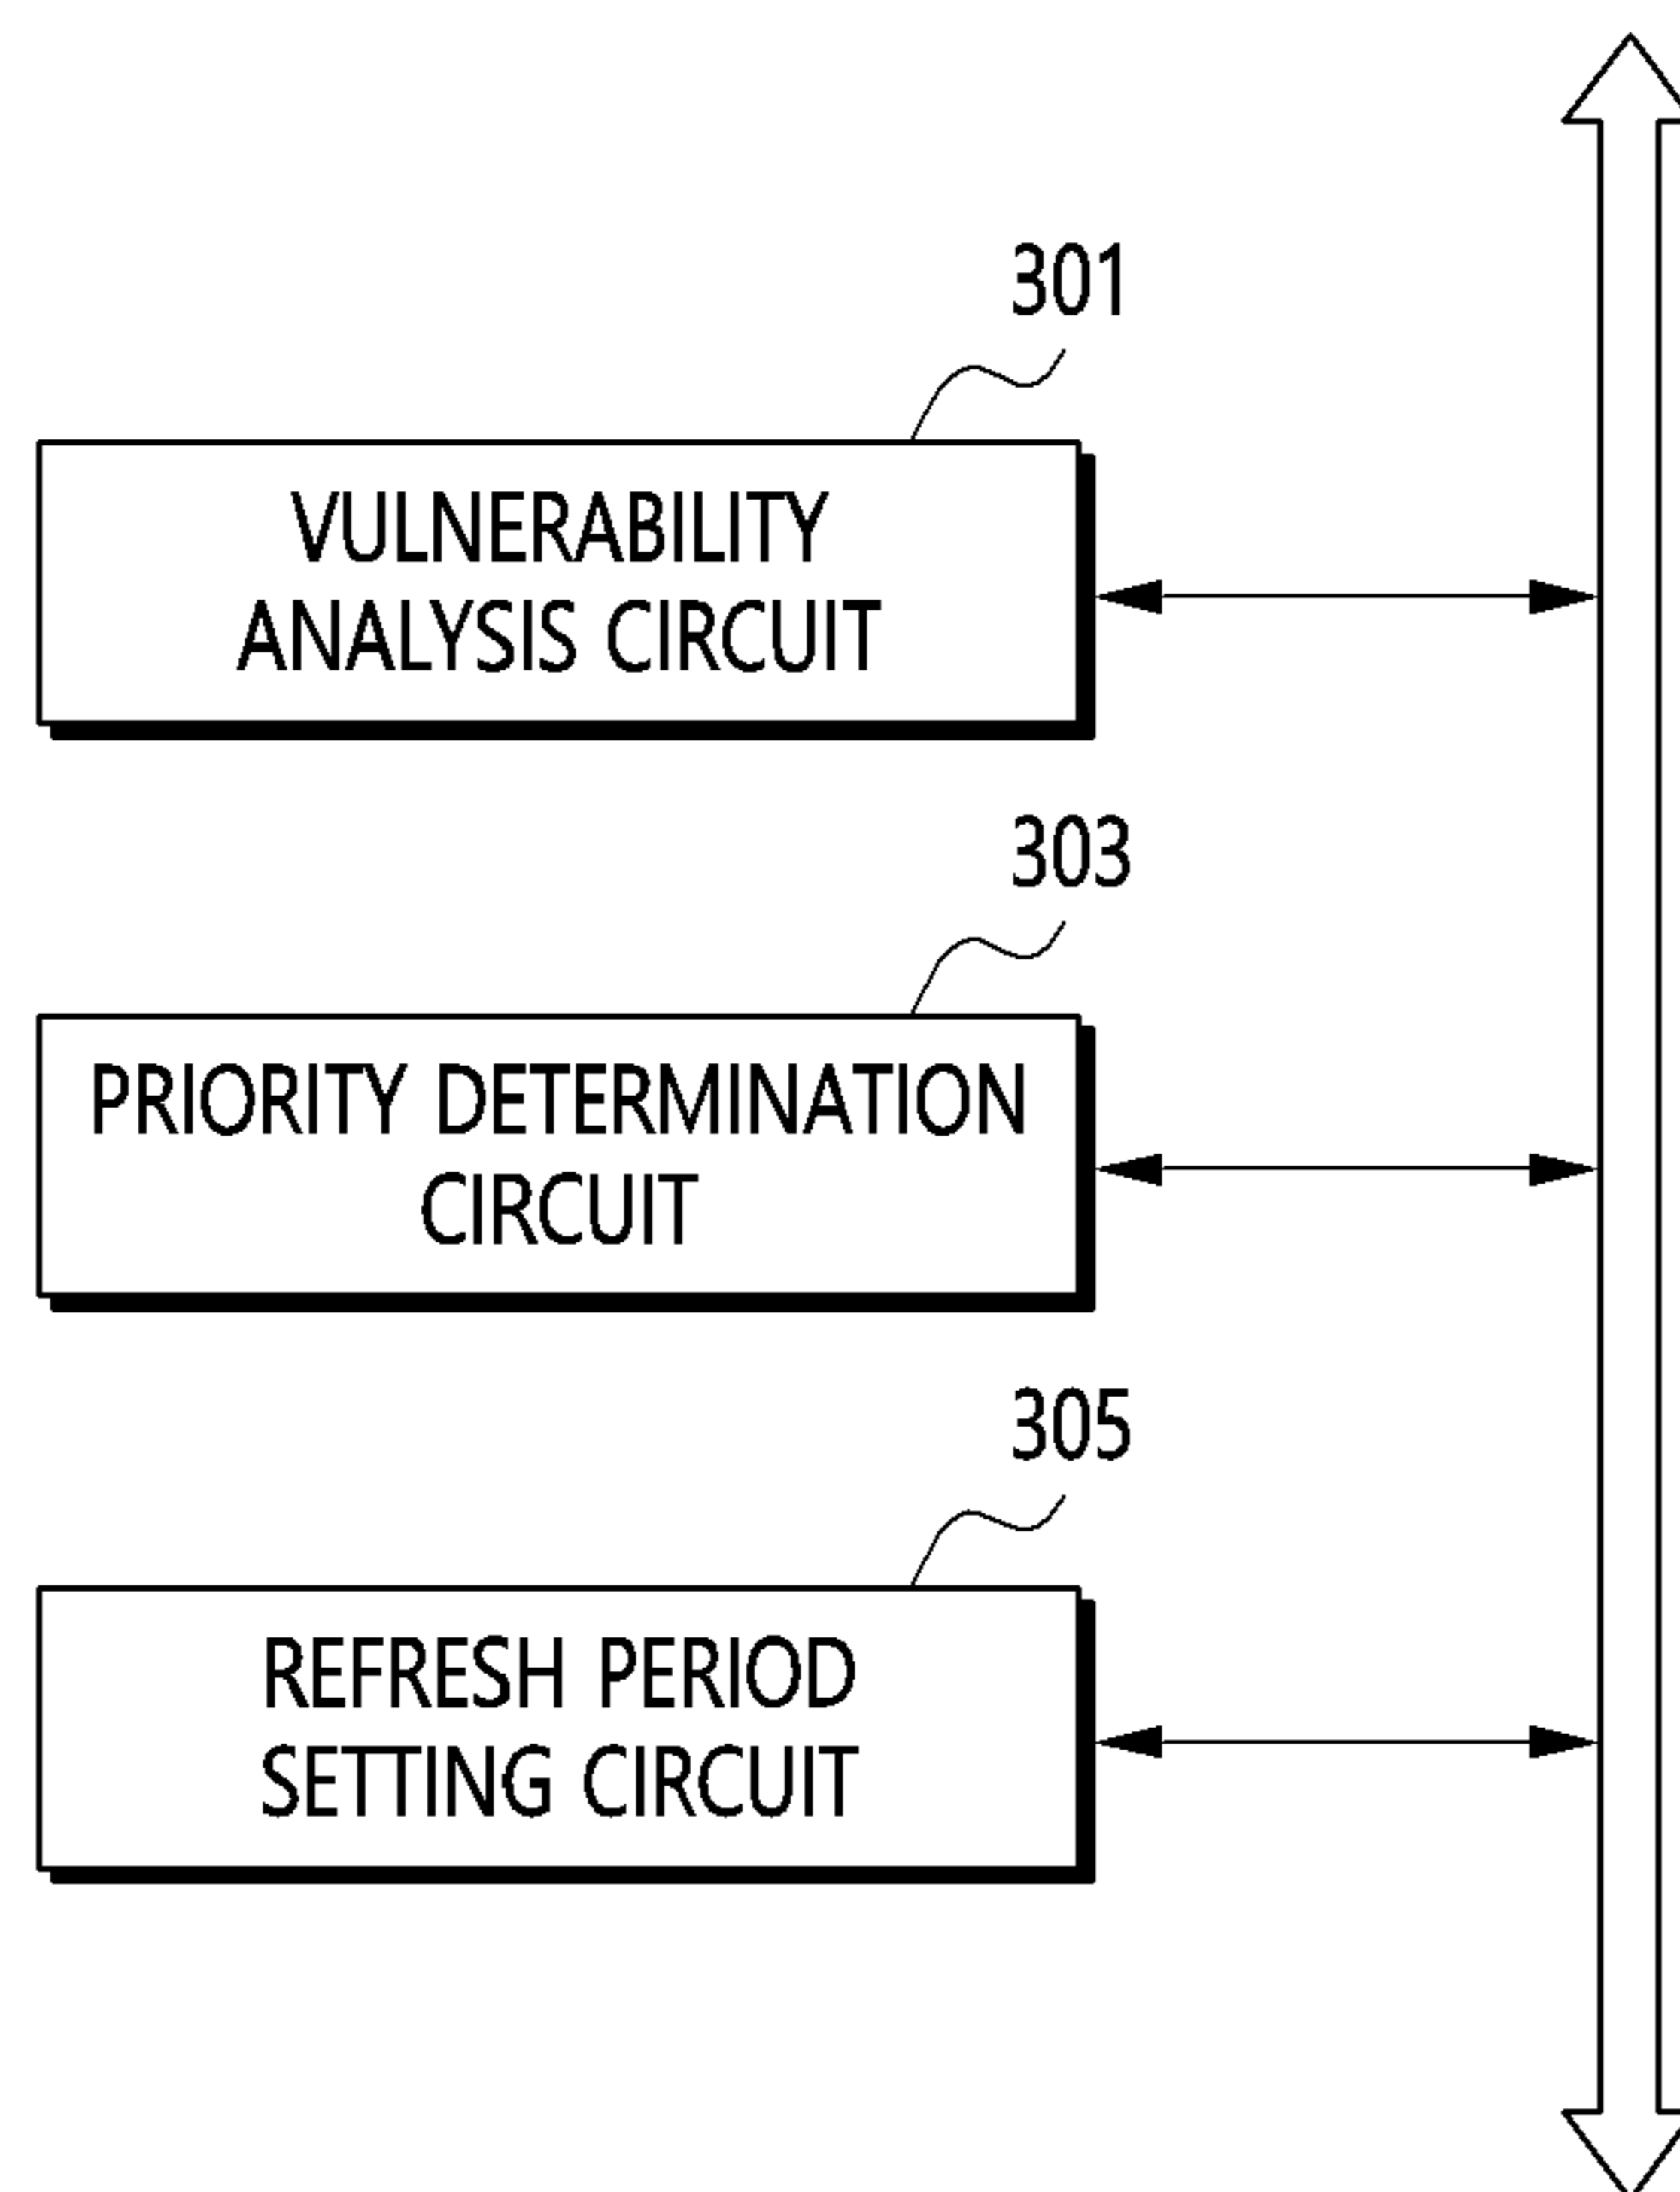 301
VULNERABILITY
ANALYSIS CIRCUIT
303
PRIORITY DETERMINATION
CIRCUIT
305
REFRESH PERIOD
SETTING CIRCUIT